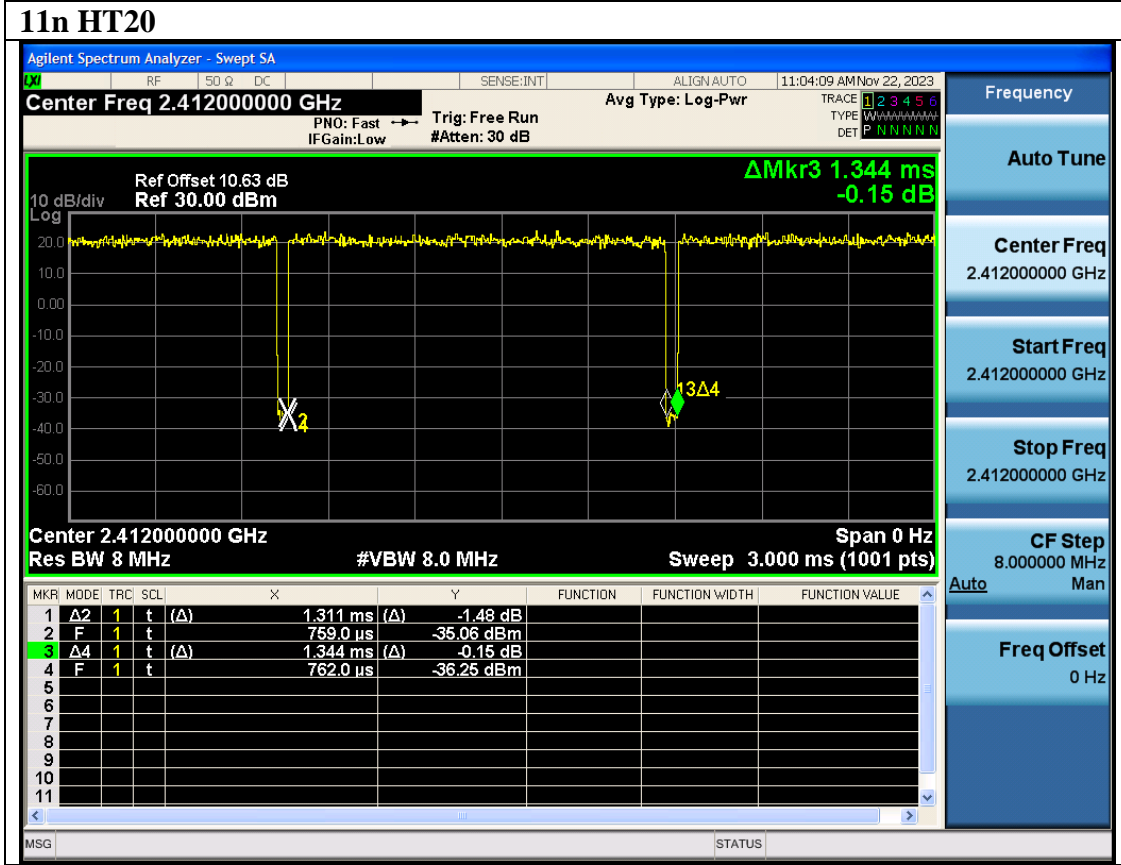 11n HT20
Agilent Spectrum Analyzer - Swept SA
LXI RF 50 Ω DC SENSE:INT ALIGN AUTO 11:04:09 AM Nov 22, 2023
Center Freq 2.412000000 GHz Avg Type: Log-Pwr TRACE 1 2 3 4 5 6
PNO: Fast Trig: Free Run TYPE WWWWWW
IFGain:Low #Atten: 30 dB DET P N N N N N
ΔMkr3 1.344 ms
-0.15 dB
Ref Offset 10.63 dB
10 dB/div Ref 30.00 dBm
Log
20.0
10.0
0.00
-10.0
-20.0
-30.0
-40.0
-50.0
-60.0
13Δ4
Center 2.412000000 GHz Span 0 Hz
Res BW 8 MHz #VBW 8.0 MHz Sweep 3.000 ms (1001 pts)
MKR MODE TRC SCL X Y FUNCTION FUNCTION WIDTH FUNCTION VALUE
1 Δ2 1 t (Δ) 1.311 ms (Δ) -1.48 dB
2 F 1 t 759.0 µs -35.06 dBm
3 Δ4 1 t (Δ) 1.344 ms (Δ) -0.15 dB
4 F 1 t 762.0 µs -36.25 dBm
5
6
7
8
9
10
11
MSG STATUS
Frequency
Auto Tune
Center Freq
2.412000000 GHz
Start Freq
2.412000000 GHz
Stop Freq
2.412000000 GHz
CF Step
8.000000 MHz
Auto Man
Freq Offset
0 Hz